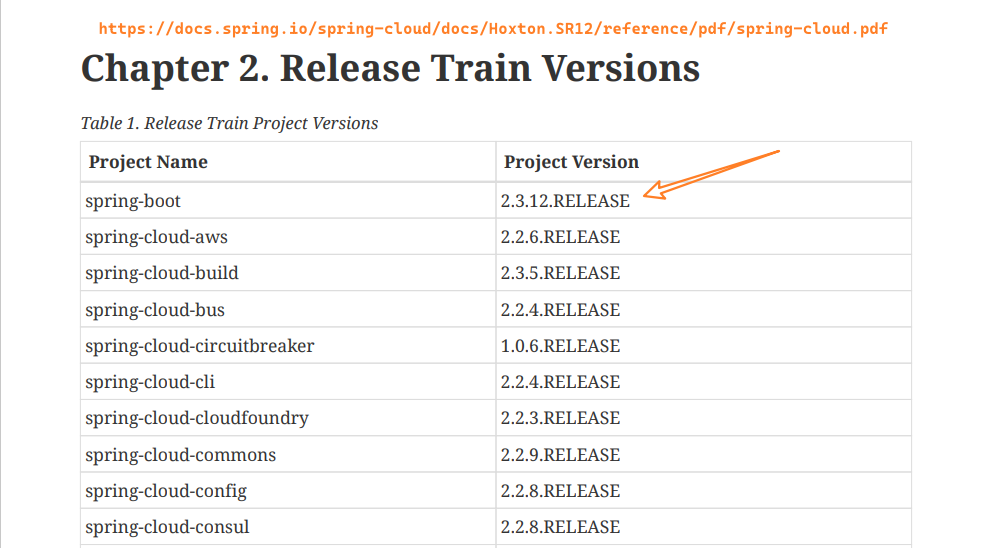 https://docs.spring.io/spring-cloud/docs/Hoxton.SR12/reference/pdf/spring-cloud.pdf
Chapter 2. Release Train Versions
Table 1. Release Train Project Versions
Project Name Project Version
spring-boot 2.3.12.RELEASE
spring-cloud-aws 2.2.6.RELEASE
spring-cloud-build 2.3.5.RELEASE
spring-cloud-bus 2.2.4.RELEASE
spring-cloud-circuitbreaker 1.0.6.RELEASE
spring-cloud-cli 2.2.4.RELEASE
spring-cloud-cloudfoundry 2.2.3.RELEASE
spring-cloud-commons 2.2.9.RELEASE
spring-cloud-config 2.2.8.RELEASE
spring-cloud-consul 2.2.8.RELEASE